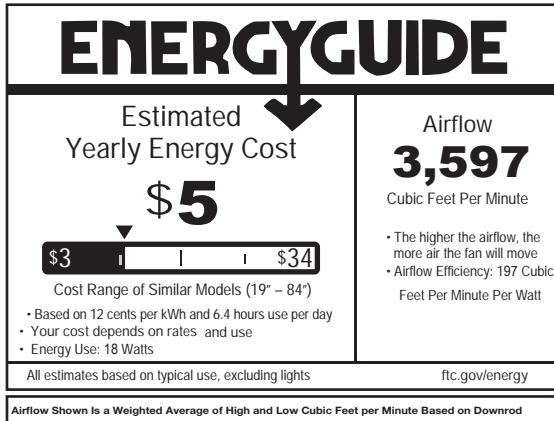 ENERGYGUIDE
Estimated
Yearly Energy Cost
$5
$3 $34
Cost Range of Similar Models (19” – 84”)
• Based on 12 cents per kWh and 6.4 hours use per day
• Your cost depends on rates and use
• Energy Use: 18 Watts
Airflow
3,597
Cubic Feet Per Minute
• The higher the airflow, the
more air the fan will move
• Airflow Efficiency: 197 Cubic
Feet Per Minute Per Watt
All estimates based on typical use, excluding lights
ftc.gov/energy
Airflow Shown Is a Weighted Average of High and Low Cubic Feet per Minute Based on Downrod